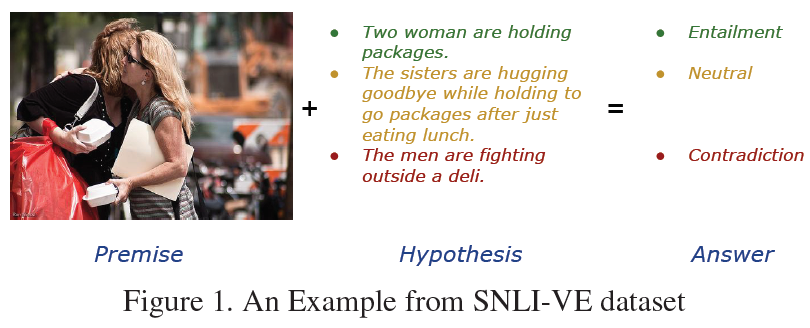 Two woman are holding
packages.
The sisters are hugging
goodbye while holding to
go packages after just
eating lunch.
The men are fighting
outside a deli.
+
=
Entailment
Neutral
Contradiction
Premise
Hypothesis
Answer
Figure 1. An Example from SNLI-VE dataset